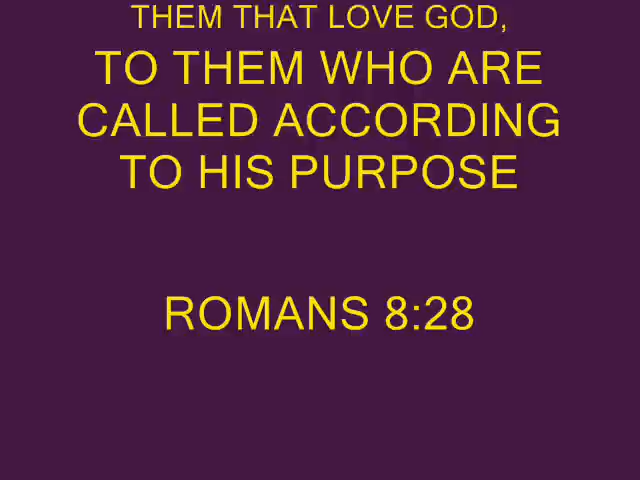 THEM THAT LOVE GOD,
TO THEM WHO ARE
CALLED ACCORDING
TO HIS PURPOSE
ROMANS 8:28